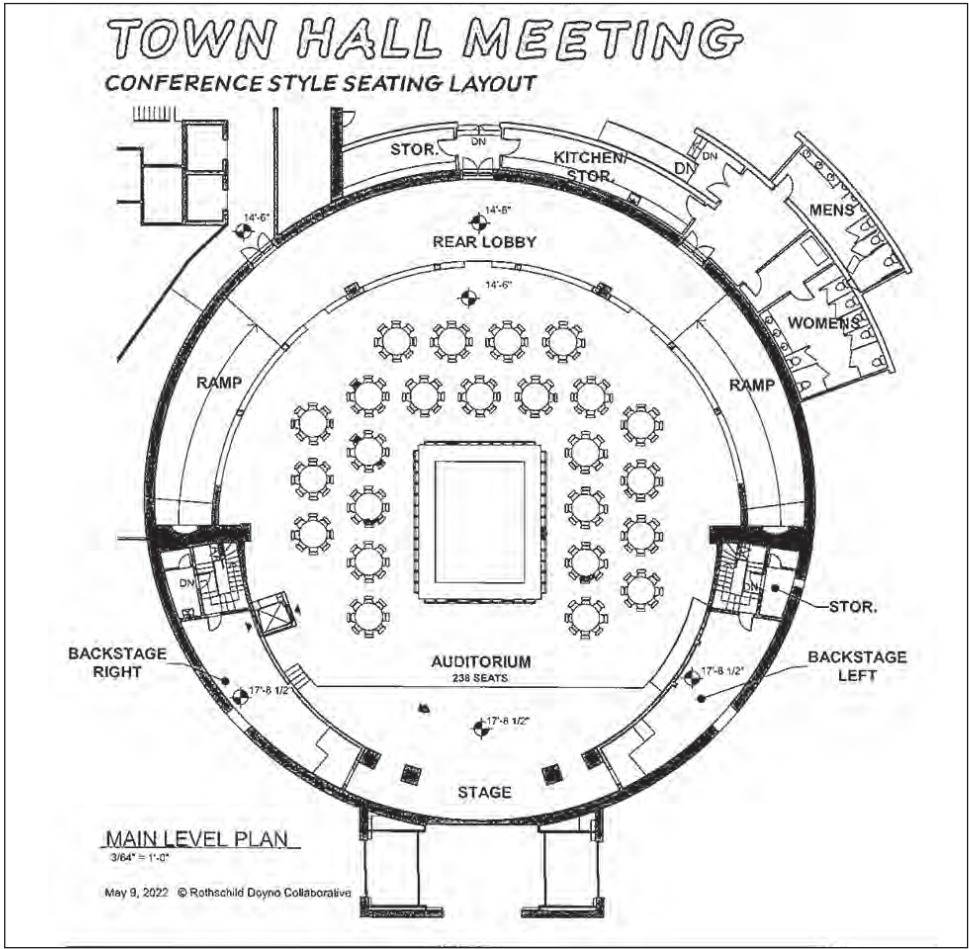 TOWN HALL MEETING
CONFERENCE STYLE SEATING LAYOUT
STOR.
DN
KITCHEN/
STOR.
DN
DN
MENS
14'-6"
14'-6"
REAR LOBBY
14'-6"
WOMENS
RAMP
RAMP
DN
DN
STOR.
BACKSTAGE
RIGHT
AUDITORIUM
238 SEATS
BACKSTAGE
LEFT
17'-8 1/2"
17'-8 1/2"
17'-8 1/2"
STAGE
MAIN LEVEL PLAN
3/64" = 1'-0"
May 9, 2022 © Rothschild Doyno Collaborative